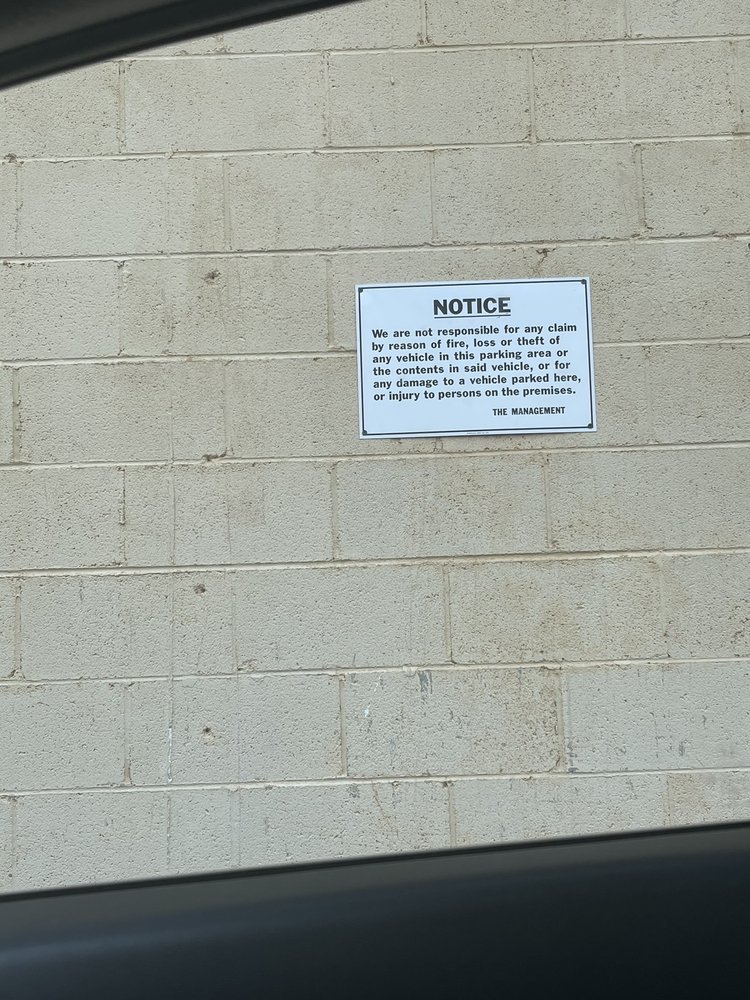 NOTICE
We are not responsible for any claim
by reason of fire, loss or theft of
any vehicle in this parking area or
the contents in said vehicle, or for
any damage to a vehicle parked here,
or injury to persons on the premises.
THE MANAGEMENT